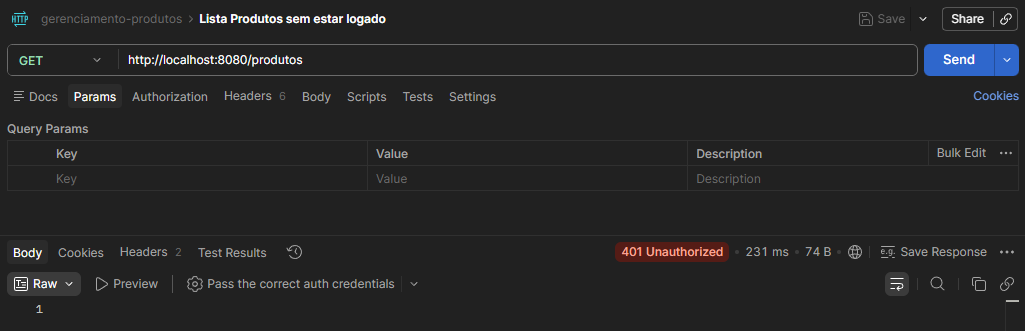 HTTP gerenciamento-produtos > Lista Produtos sem estar logado Save Share
GET http://localhost:8080/produtos Send
Docs Params Authorization Headers 6 Body Scripts Tests Settings Cookies
Query Params
Key Value Description Bulk Edit ···
Key Value Description
Body Cookies Headers 2 Test Results 401 Unauthorized • 231 ms • 74 B • e.g. Save Response ···
Raw Preview Pass the correct auth credentials
1